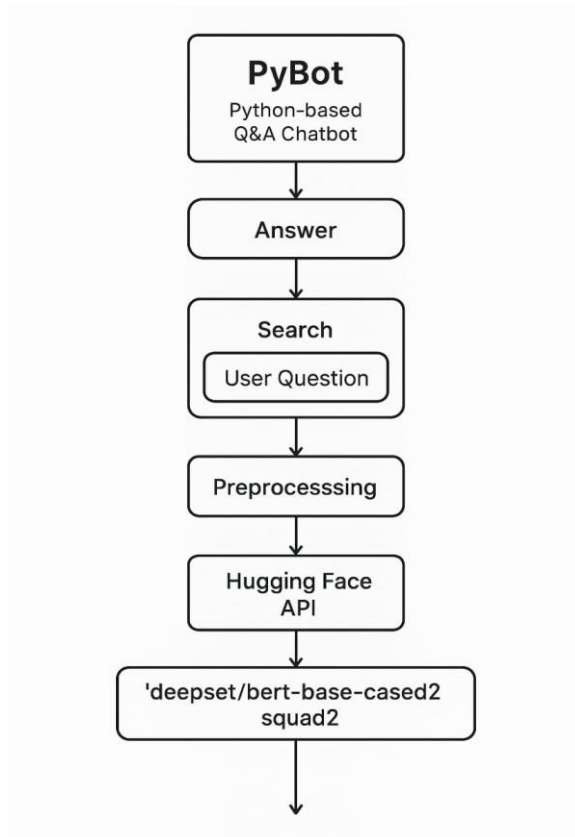 PyBot
Python-based
Q&A Chatbot
Answer
Search
User Question
Preprocesssing
Hugging Face
API
'deepset/bert-base-cased2
squad2